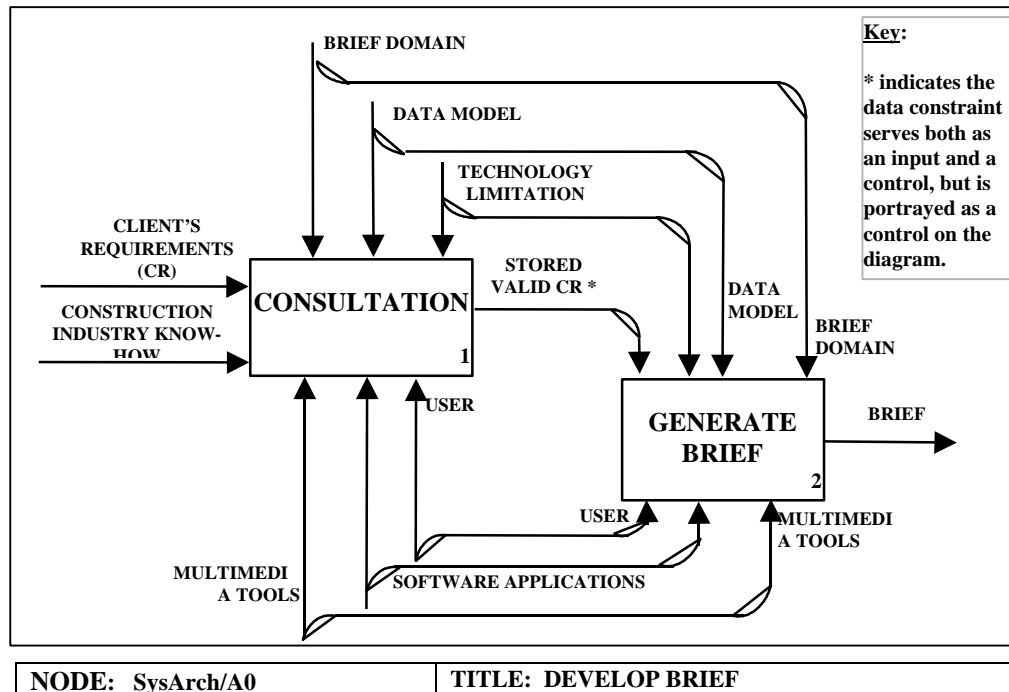 BRIEF DOMAIN
Key:
* indicates the
data constraint
serves both as
an input and a
control, but is
portrayed as a
control on the
diagram.
DATA MODEL
TECHNOLOGY
LIMITATION
CLIENT'S
REQUIREMENTS
(CR)
CONSTRUCTION
INDUSTRY KNOW-
HOW
CONSULTATION
1
STORED
VALID CR *
DATA
MODEL
BRIEF
DOMAIN
USER
GENERATE
BRIEF
2
BRIEF
USER
MULTIMEDI
A TOOLS
SOFTWARE APPLICATIONS
MULTIMEDI
A TOOLS
NODE: SysArch/A0
TITLE: DEVELOP BRIEF